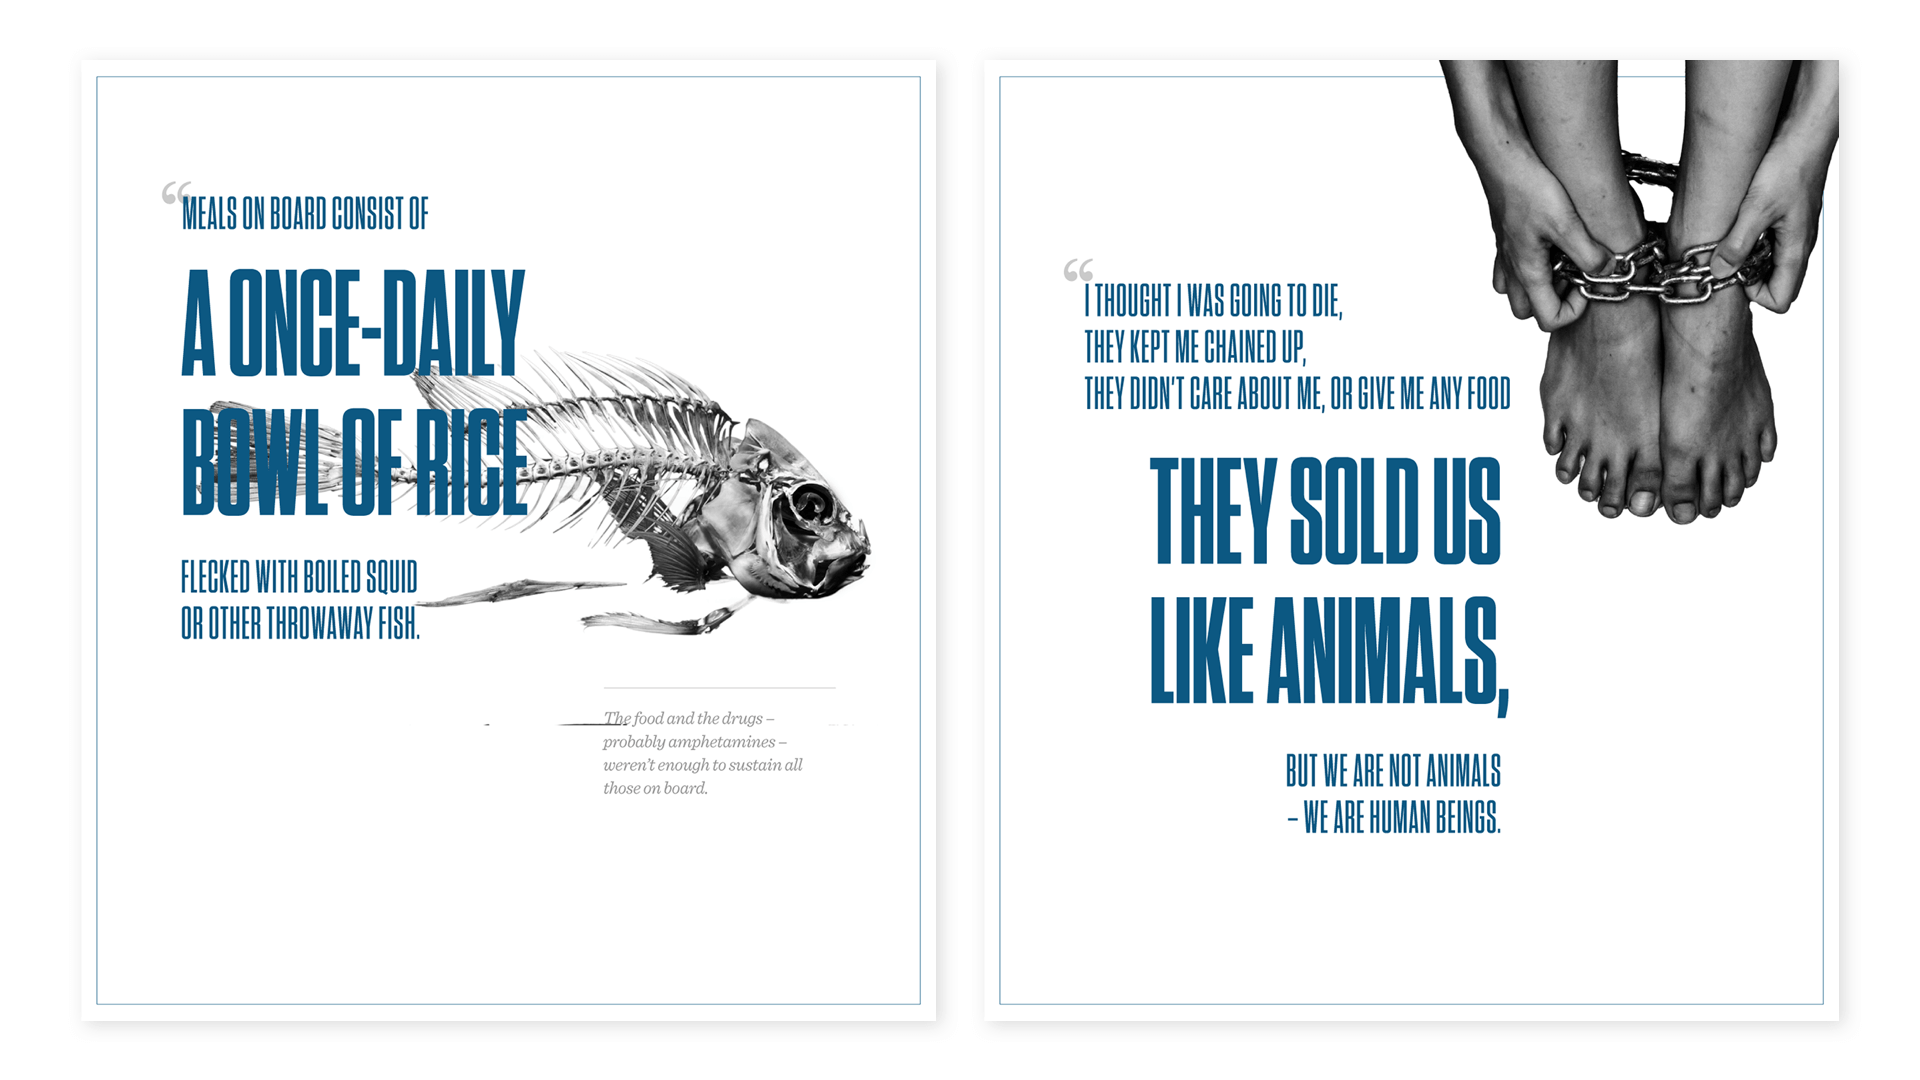 “MEALS ON BOARD CONSIST OF
A ONCE-DAILY
BOWL OF RICE
FLECKED WITH BOILED SQUID
OR OTHER THROWAWAY FISH.
The food and the drugs –
probably amphetamines –
weren’t enough to sustain all
those on board.
“I THOUGHT I WAS GOING TO DIE,
THEY KEPT ME CHAINED UP,
THEY DIDN’T CARE ABOUT ME, OR GIVE ME ANY FOOD
THEY SOLD US
LIKE ANIMALS,
BUT WE ARE NOT ANIMALS
– WE ARE HUMAN BEINGS.